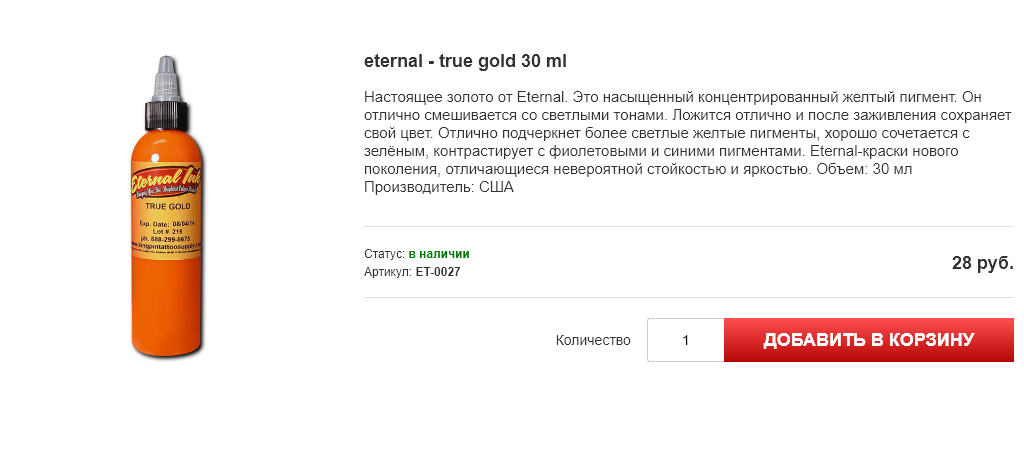 eternal - true gold 30 ml
Настоящее золото от Eternal. Это насыщенный концентрированный желтый пигмент. Он
отлично смешивается со светлыми тонами. Ложится отлично и после заживления сохраняет
свой цвет. Отлично подчеркнет более светлые желтые пигменты, хорошо сочетается с
зелёным, контрастирует с фиолетовыми и синими пигментами. Eternal-краски нового
поколения, отличающиеся невероятной стойкостью и яркостью. Объем: 30 мл
Производитель: США
Статус: в наличии
Артикул: ET-0027
28 руб.
Количество 1 ДОБАВИТЬ В КОРЗИНУ
Eternal Ink
TRUE GOLD
Exp. Date: 08/04/14
Lot # 216
ph. 888-299-5675
www.kingpintattoosupply.com